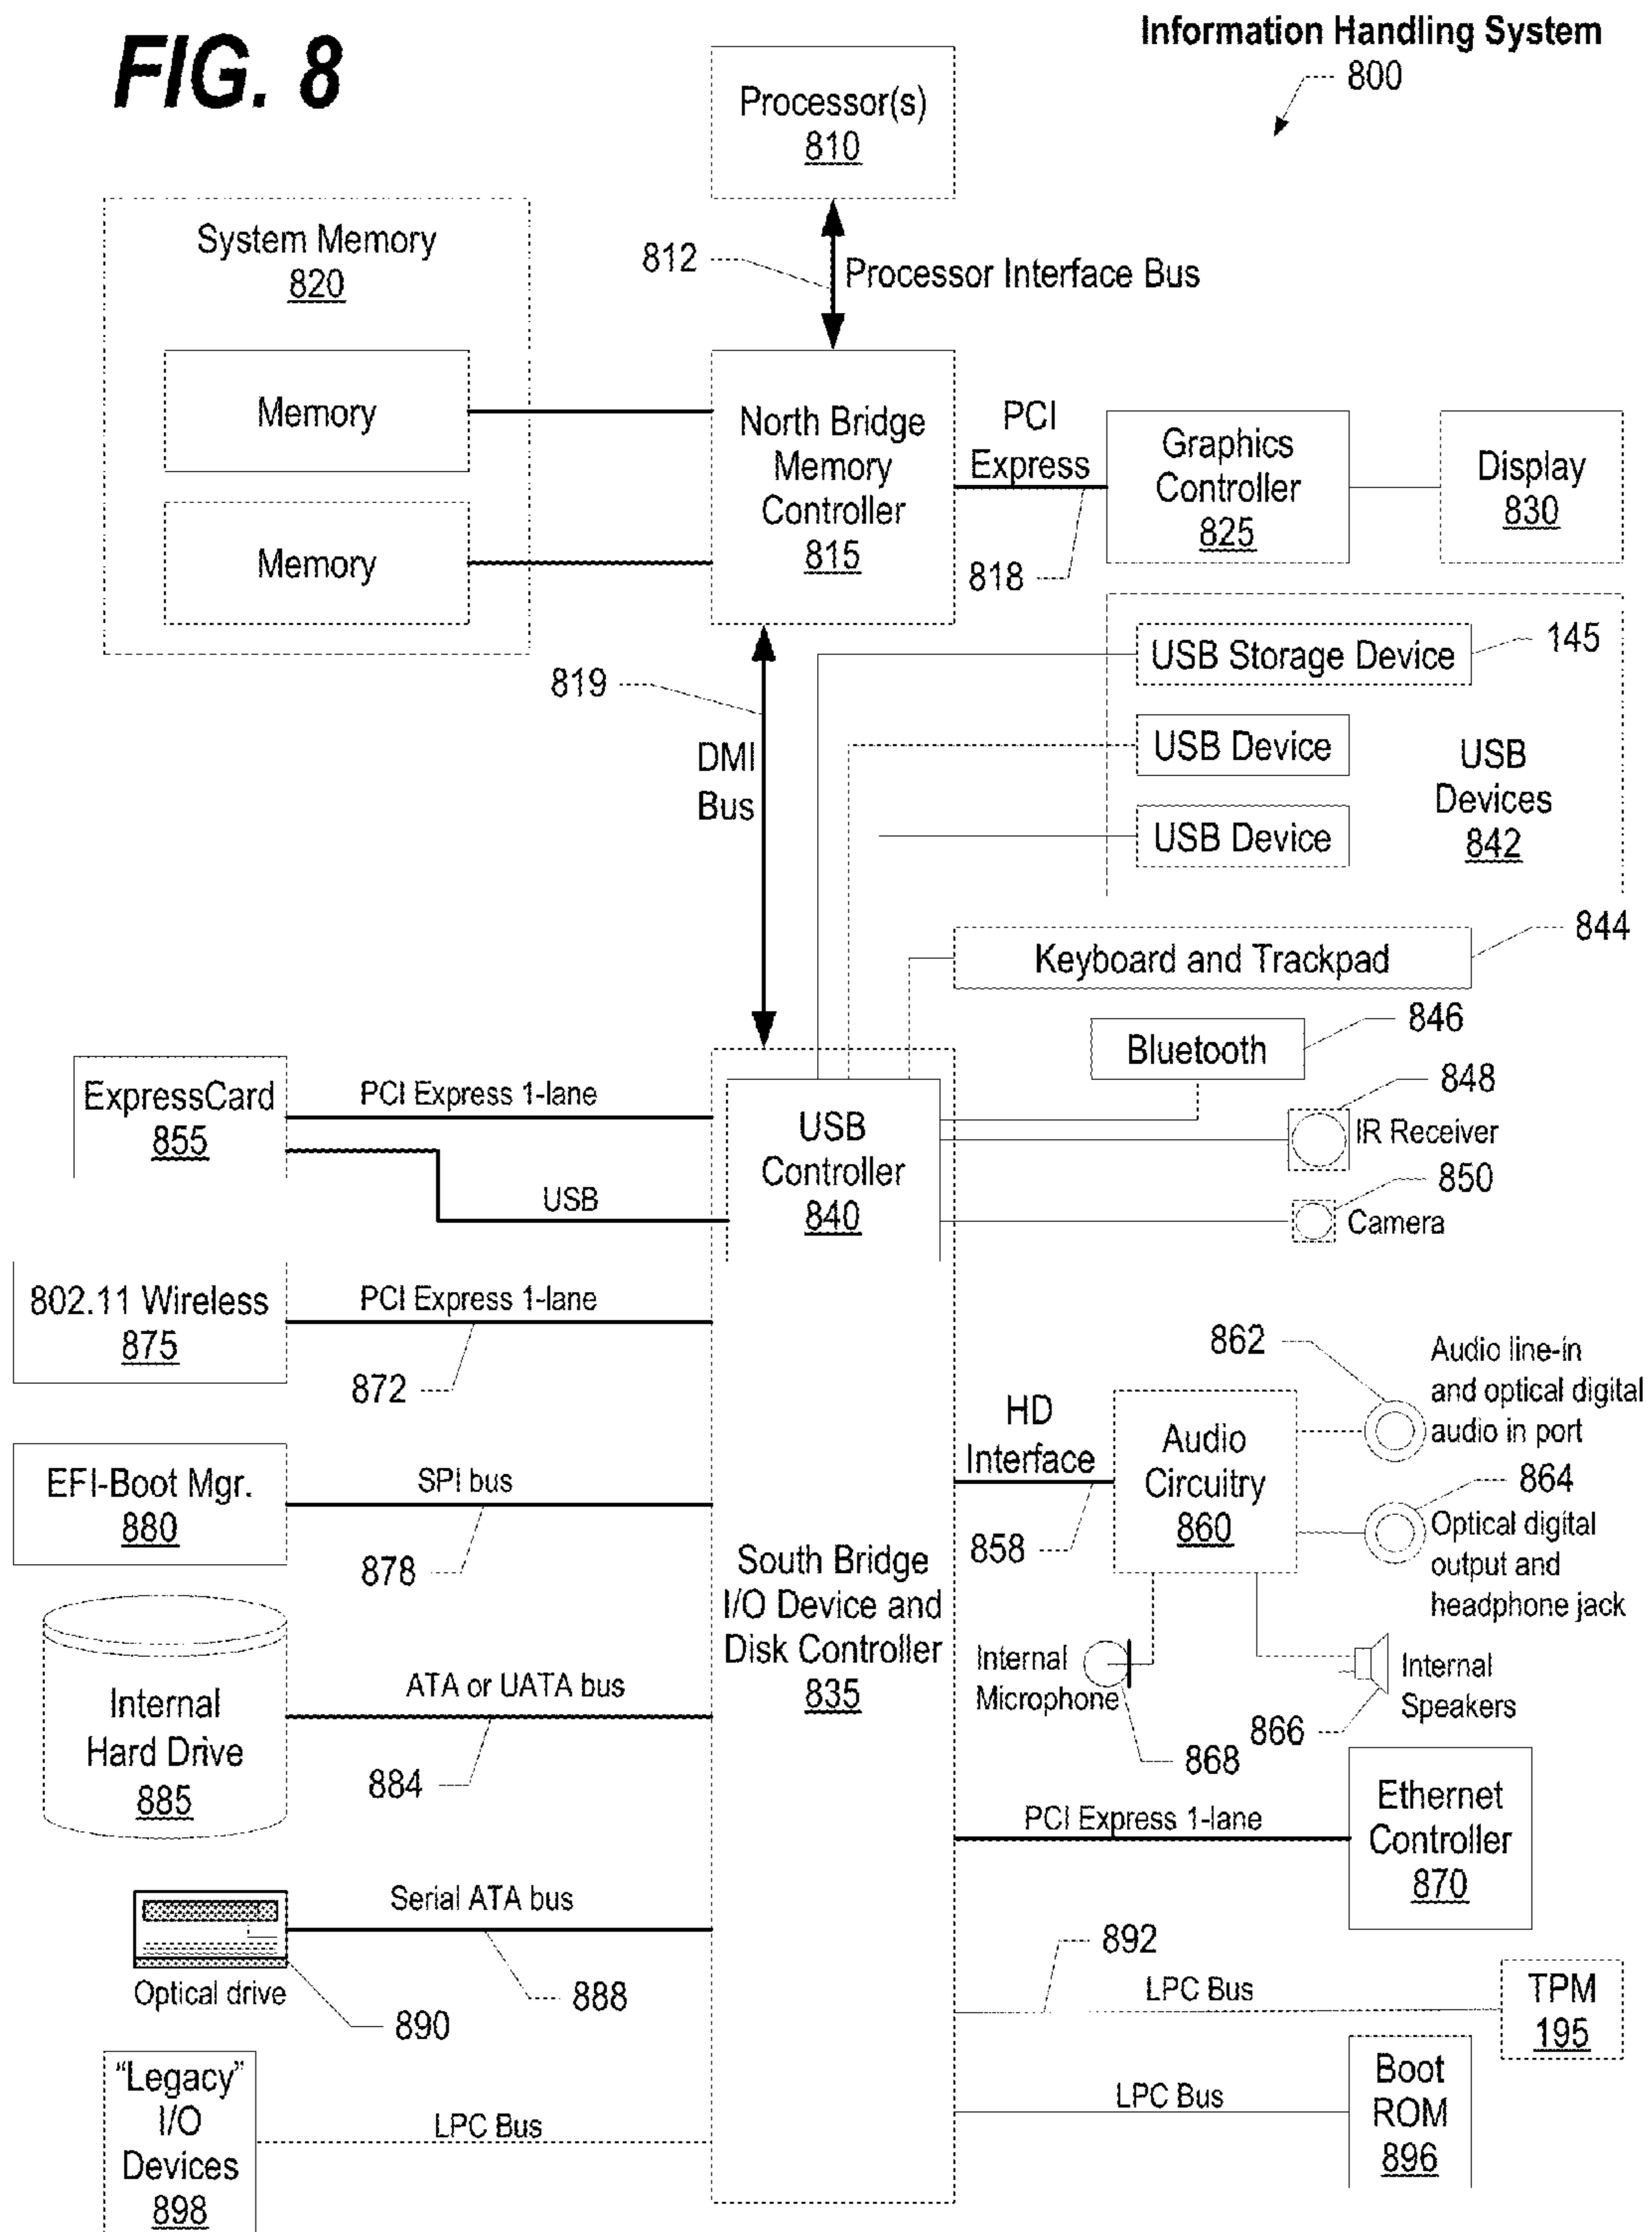 FIG. 8
Information Handling System
800
Processor(s)
810
System Memory
820
812
Processor Interface Bus
Memory
Memory
North Bridge
Memory
Controller
815
PCI
Express
818
Graphics
Controller
825
Display
830
819
DMI
Bus
USB Storage Device
145
USB Device
USB Device
USB
Devices
842
844
Keyboard and Trackpad
846
Bluetooth
848
IR Receiver
850
Camera
ExpressCard
855
PCI Express 1-lane
USB
USB
Controller
840
802.11 Wireless
875
PCI Express 1-lane
872
862
Audio line-in
and optical digital
audio in port
HD
Interface
858
Audio
Circuitry
860
864
Optical digital
output and
headphone jack
EFI-Boot Mgr.
880
SPI bus
878
South Bridge
I/O Device and
Disk Controller
835
Internal
Microphone
868
Internal
Speakers
866
Internal
Hard Drive
885
ATA or UATA bus
884
PCI Express 1-lane
Ethernet
Controller
870
Serial ATA bus
888
Optical drive
890
892
LPC Bus
TPM
195
"Legacy"
I/O
Devices
898
LPC Bus
LPC Bus
Boot
ROM
896